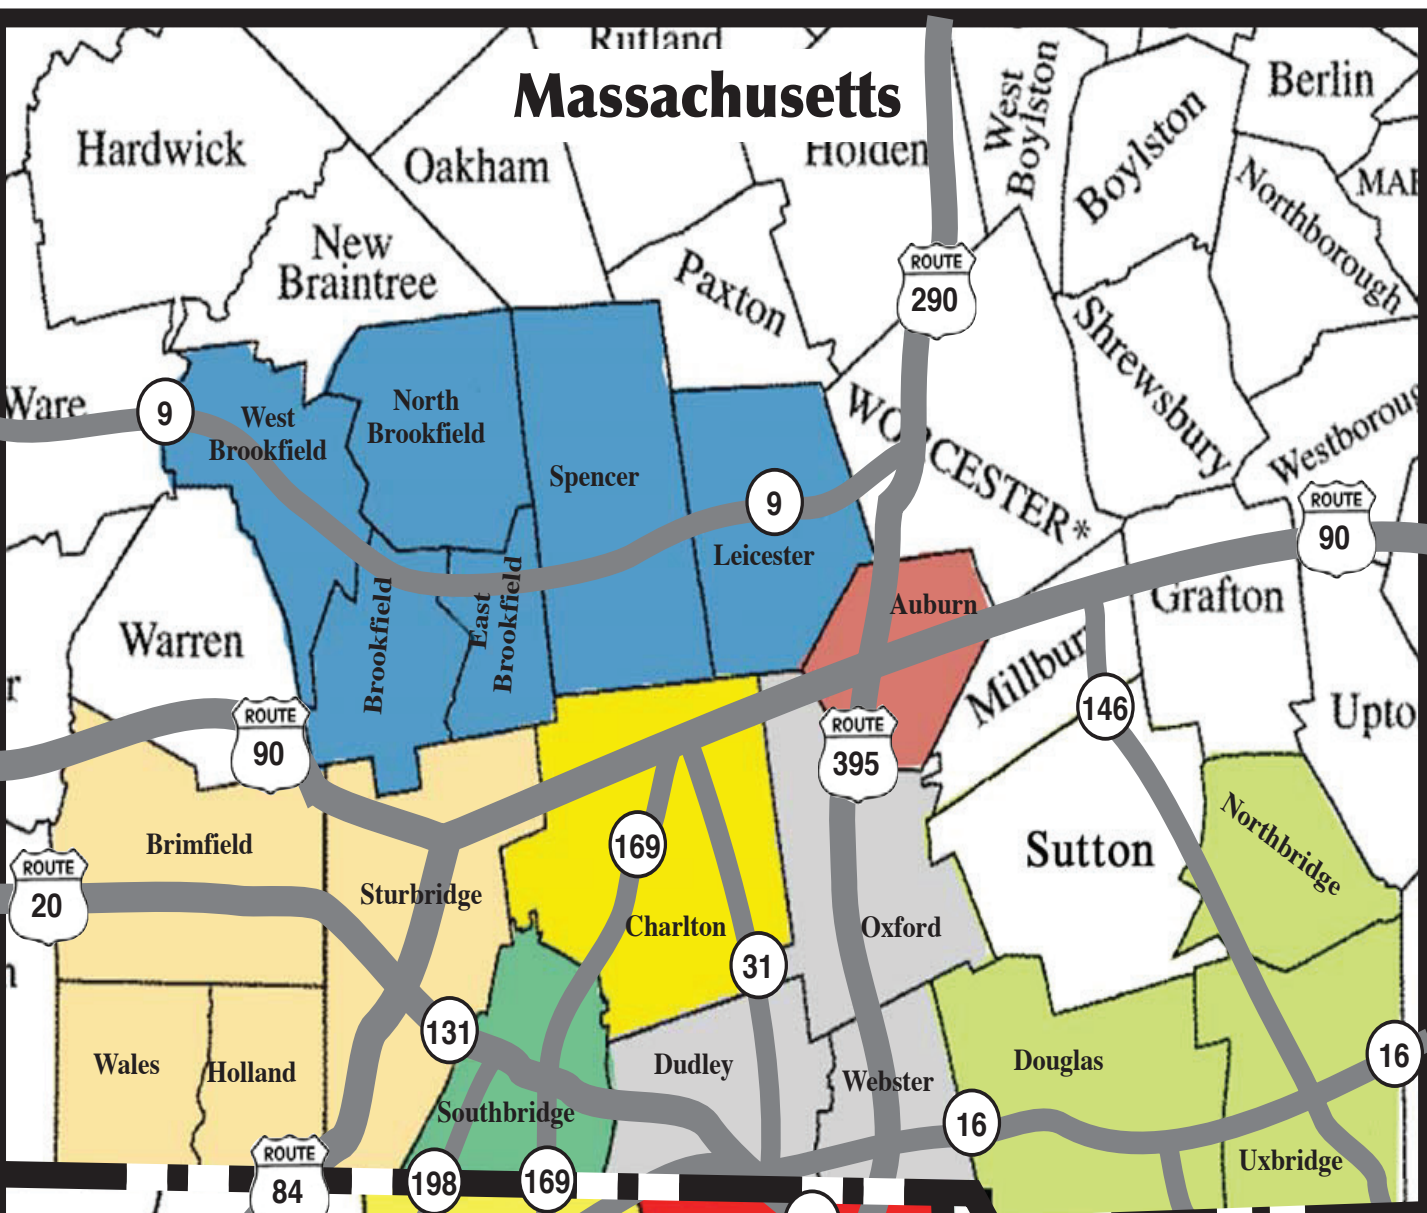 Rutland
Massachusetts
Hardwick
Oakham
Holden
West
Boylston
Boylston
Berlin
Northborough
New
Braintree
Paxton
ROUTE
290
Shrewsbury
Ware
9
West
Brookfield
North
Brookfield
Spencer
9
Leicester
WORCESTER*
Westboroug
ROUTE
90
Auburn
Grafton
Warren
Brookfield
East
Brookfield
Millbur
146
Upto
ROUTE
90
ROUTE
395
Brimfield
169
Sutton
Northbridge
ROUTE
20
Sturbridge
Charlton
31
Oxford
131
Wales
Holland
Dudley
Webster
Douglas
16
Southbridge
16
Uxbridge
ROUTE
84
198
169